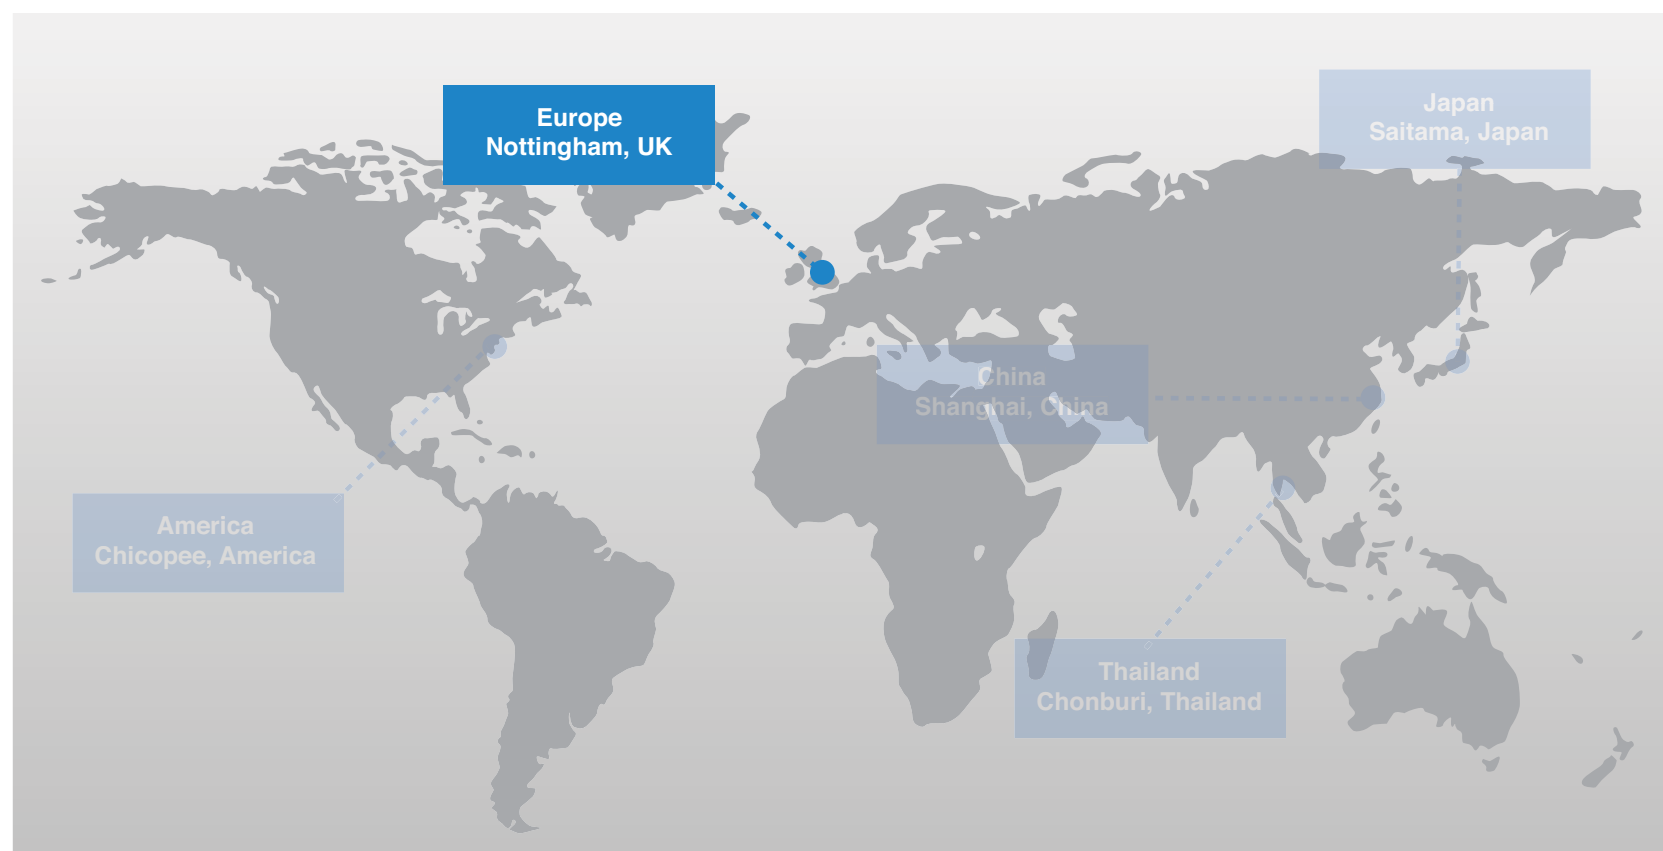 Europe
Nottingham, UK
Japan
Saitama, Japan
China
Shanghai, China
America
Chicopee, America
Thailand
Chonburi, Thailand